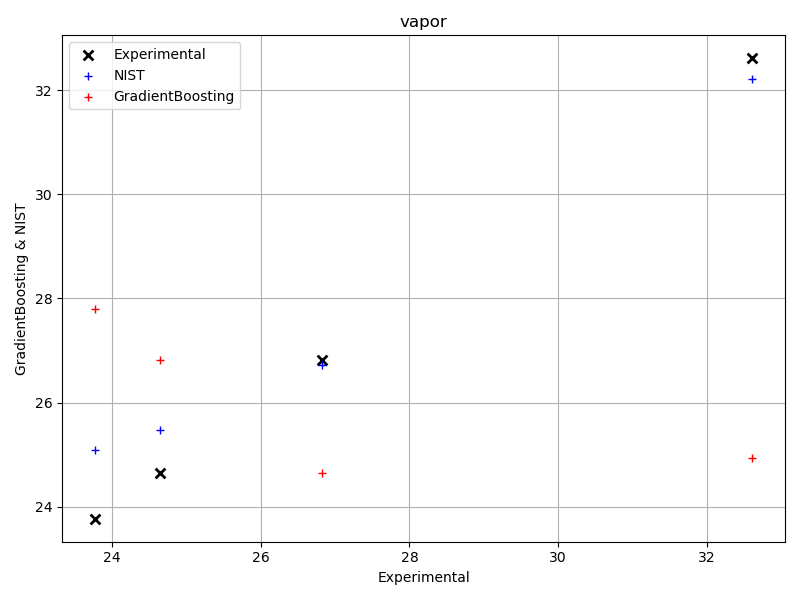 vapor
Experimental
NIST
GradientBoosting
32
30
28
26
24
GradientBoosting & NIST
24 26 28 30 32
Experimental